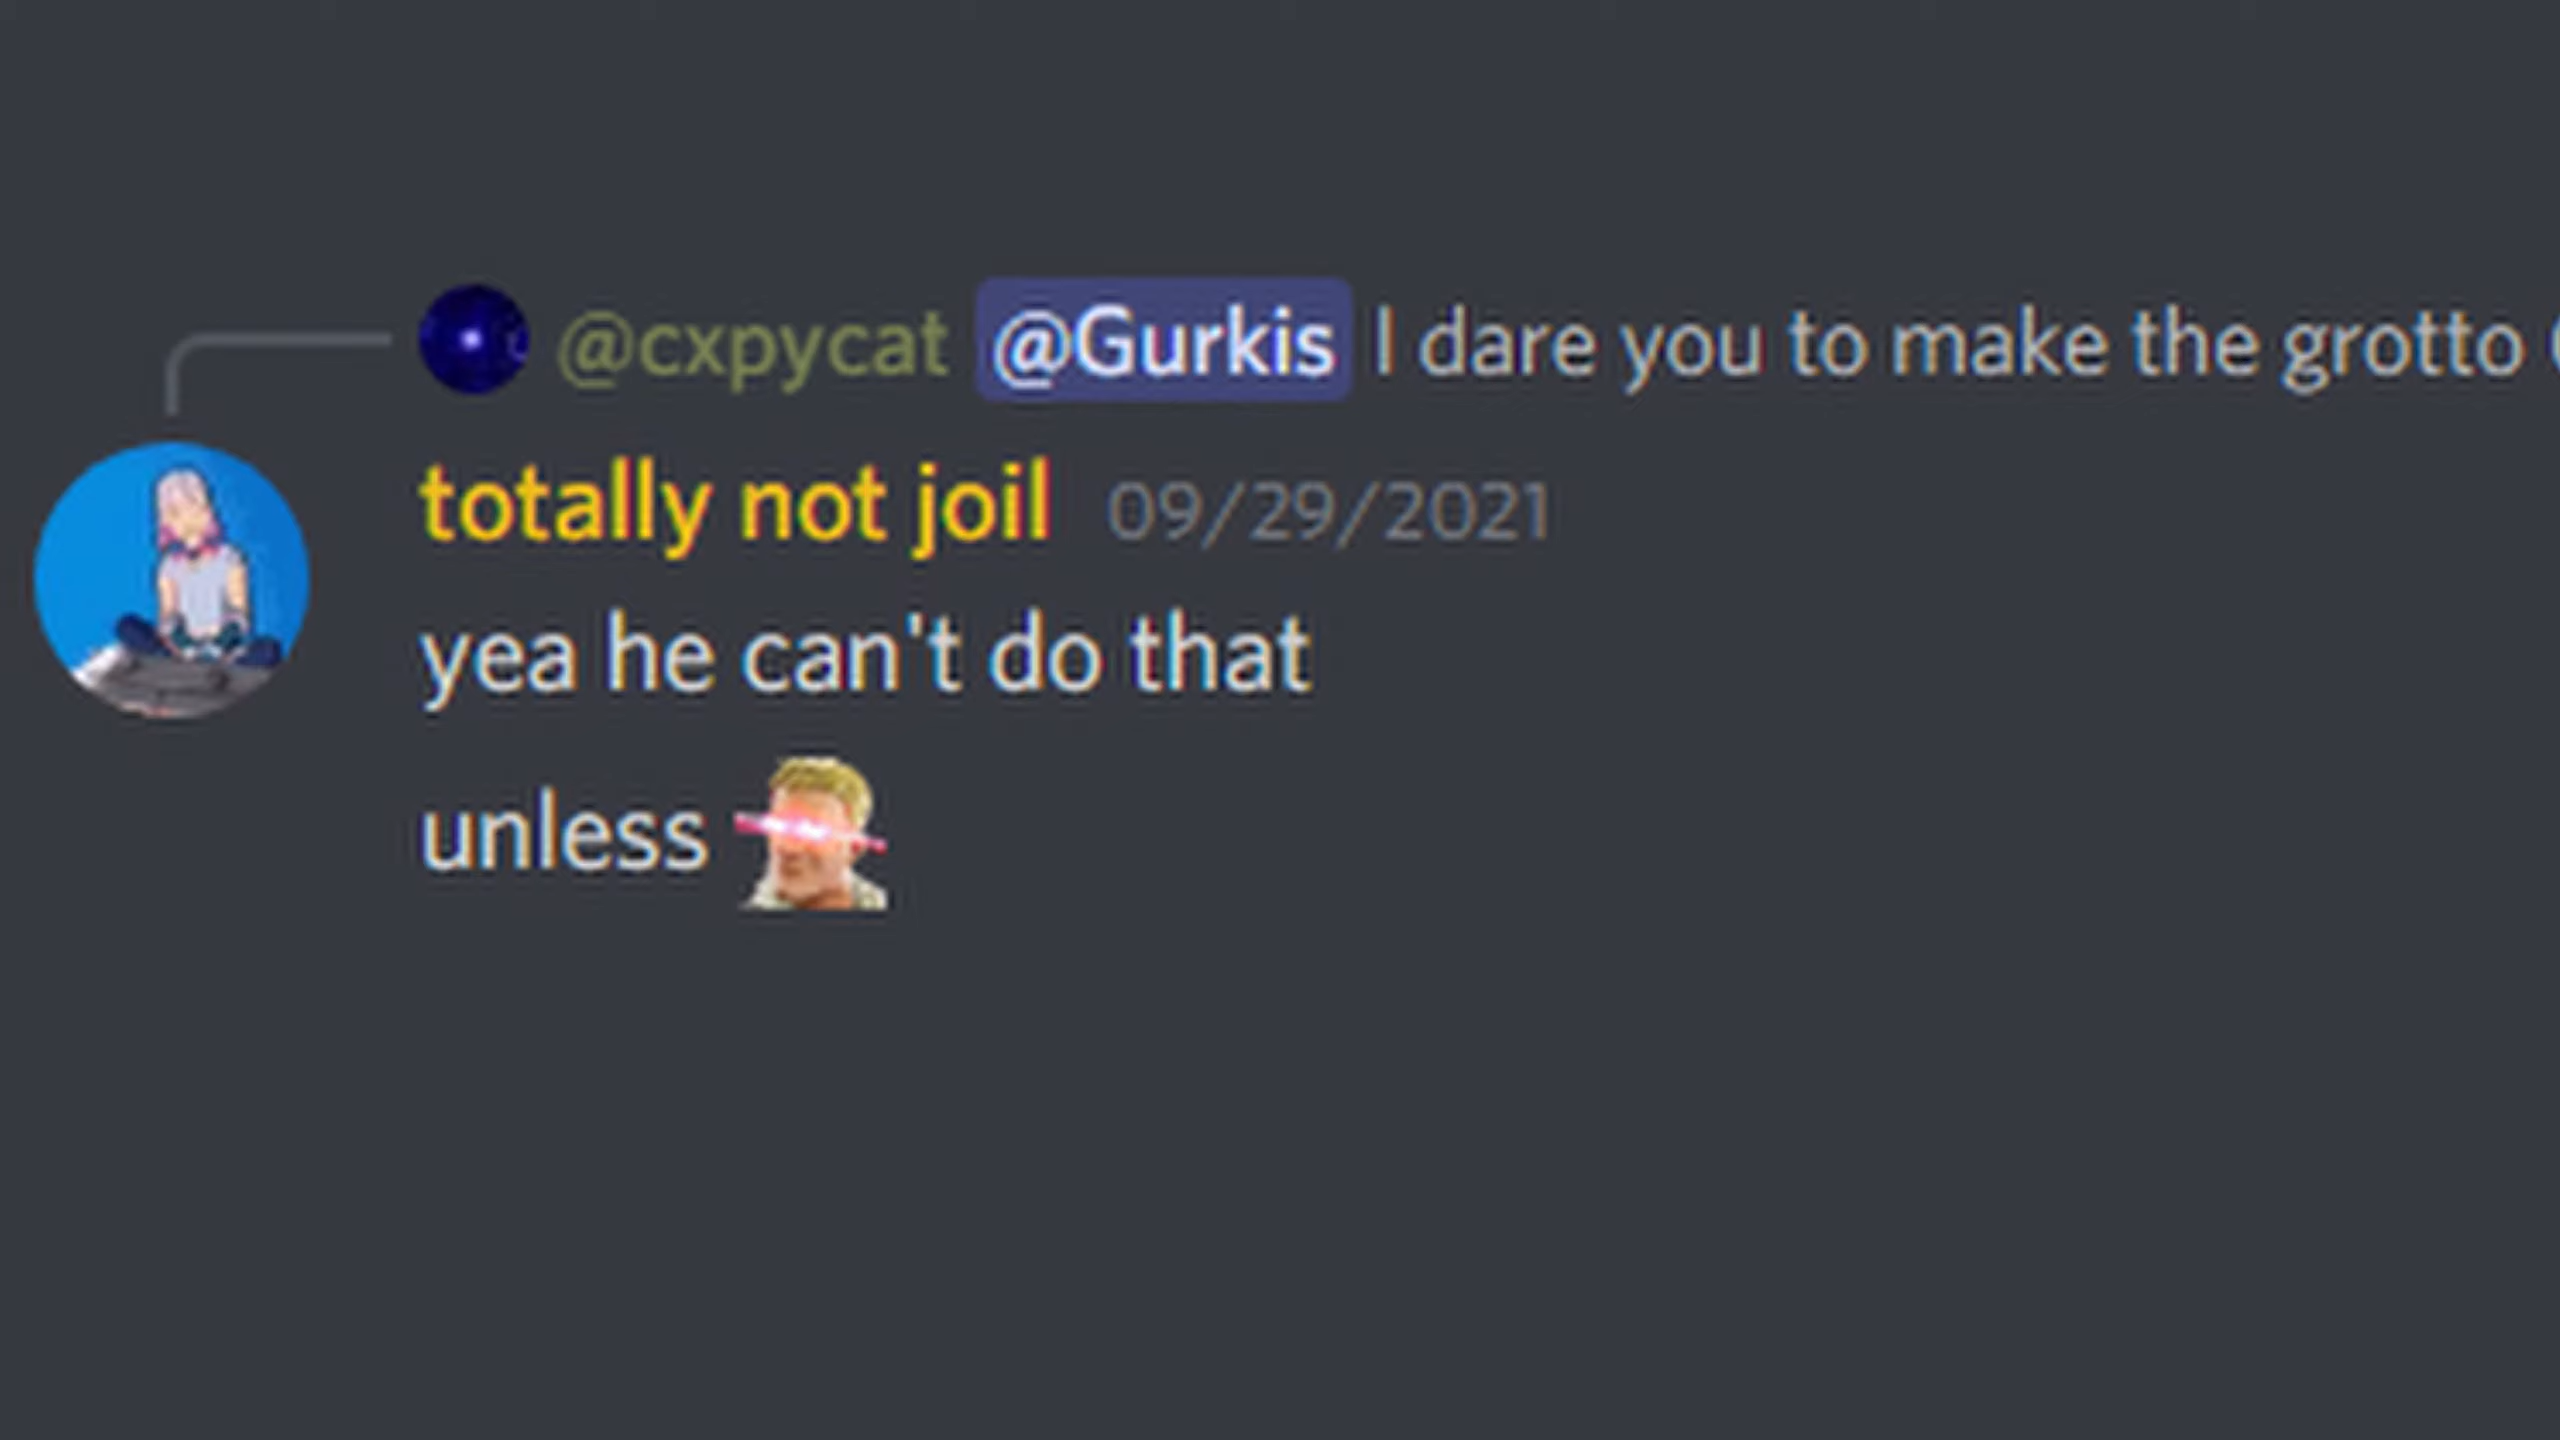 @cxpycat @Gurkis I dare you to make the grotto (
totally not joil 09/29/2021
yea he can't do that
unless